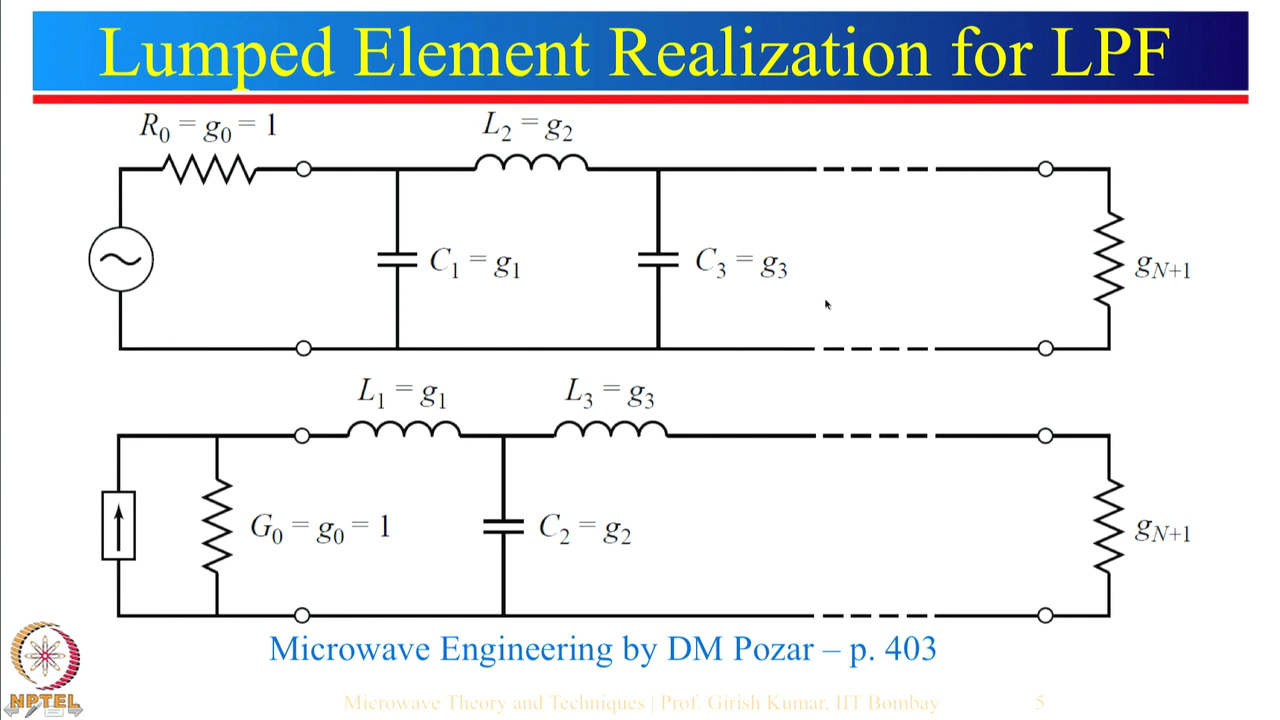 Lumped Element Realization for LPF
R₀ = g₀ = 1
L₂ = g₂
C₁ = g₁
C₃ = g₃
gN+1
L₁ = g₁
L₃ = g₃
G₀ = g₀ = 1
C₂ = g₂
gN+1
Microwave Engineering by DM Pozar – p. 403
NPTEL
Microwave Theory and Techniques | Prof. Girish Kumar, IIT Bombay
5